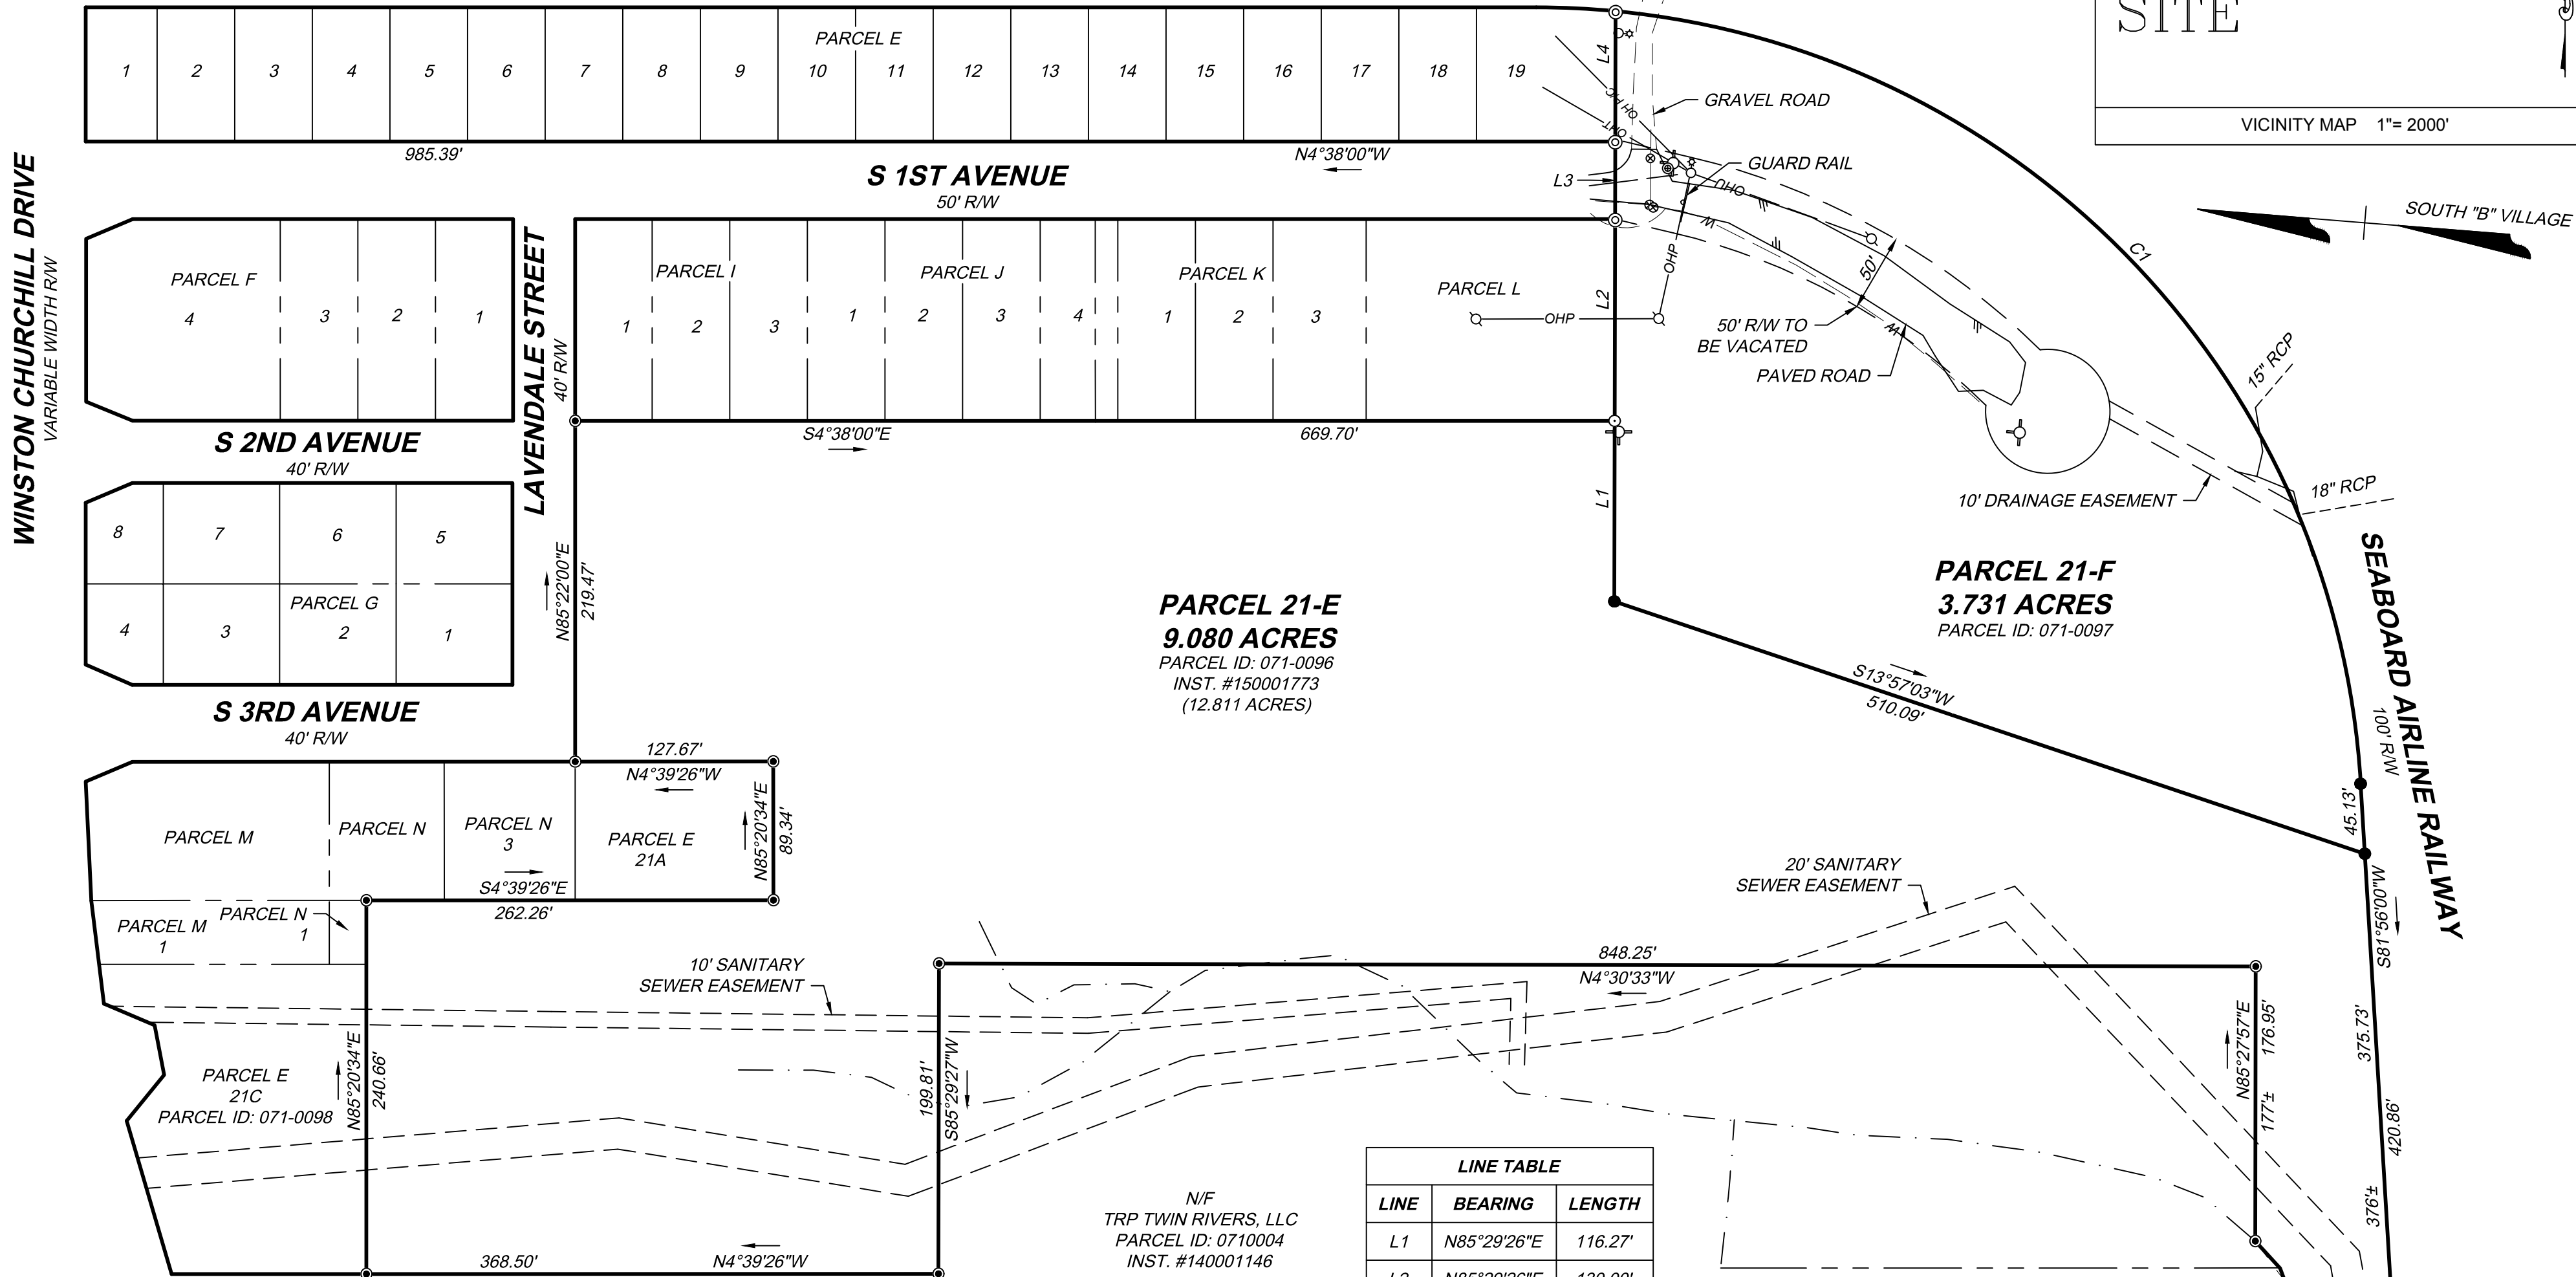 SITE
VICINITY MAP 1"= 2000'
SOUTH "B" VILLAGE
PARCEL E
1 2 3 4 5 6 7 8 9 10 11 12 13 14 15 16 17 18 19
985.39'
N4°38'00"W
S 1ST AVENUE
50' R/W
WINSTON CHURCHILL DRIVE
VARIABLE WIDTH R/W
LAVENDALE STREET
40' R/W
PARCEL F
4 3 2 1
PARCEL I
1 2 3
PARCEL J
1 2 3 4
PARCEL K
1 2 3
PARCEL L
OHP
OHP
L4
L3
L2
L1
GRAVEL ROAD
GUARD RAIL
OHU
W
W
50'
50' R/W TO
BE VACATED
PAVED ROAD
C1
15" RCP
18" RCP
10' DRAINAGE EASEMENT
S4°38'00"E
669.70'
S 2ND AVENUE
40' R/W
8 7 6 5
PARCEL G
4 3 2 1
S 3RD AVENUE
40' R/W
N85°22'00"E
219.47'
PARCEL 21-E
9.080 ACRES
PARCEL ID: 071-0096
INST. #150001773
(12.811 ACRES)
PARCEL 21-F
3.731 ACRES
PARCEL ID: 071-0097
S13°57'03"W
510.09'
SEABOARD AIRLINE RAILWAY
100' R/W
45.13'
S81°59'00"W
375.73'
420.86'
376'±
127.67'
N4°39'26"W
N85°20'34"E
89.34'
PARCEL M
PARCEL N
PARCEL N
3
PARCEL E
21A
S4°39'26"E
262.26'
PARCEL M
1
PARCEL N
1
10' SANITARY
SEWER EASEMENT
20' SANITARY
SEWER EASEMENT
848.25'
N4°30'33"W
N85°27'57"E
176.95'
177'±
199.81'
S85°29'27"W
PARCEL E
21C
PARCEL ID: 071-0098
N85°20'34"E
240.66'
368.50'
N4°39'26"W
N/F
TRP TWIN RIVERS, LLC
PARCEL ID: 0710004
INST. #140001146
LINE TABLE
LINE BEARING LENGTH
L1 N85°29'26"E 116.27'
L2 N85°29'26"E 130.00'